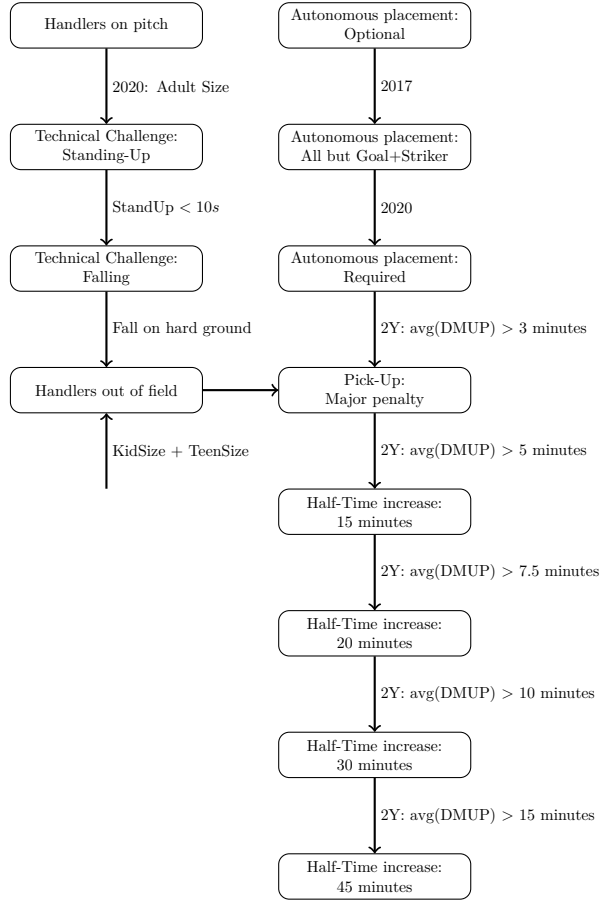 Handlers on pitch
2020: Adult Size
Technical Challenge:
Standing-Up
StandUp < 10s
Technical Challenge:
Falling
Fall on hard ground
Handlers out of field
KidSize + TeenSize
Autonomous placement:
Optional
2017
Autonomous placement:
All but Goal+Striker
2020
Autonomous placement:
Required
2Y: avg(DMUP) > 3 minutes
Pick-Up:
Major penalty
2Y: avg(DMUP) > 5 minutes
Half-Time increase:
15 minutes
2Y: avg(DMUP) > 7.5 minutes
Half-Time increase:
20 minutes
2Y: avg(DMUP) > 10 minutes
Half-Time increase:
30 minutes
2Y: avg(DMUP) > 15 minutes
Half-Time increase:
45 minutes